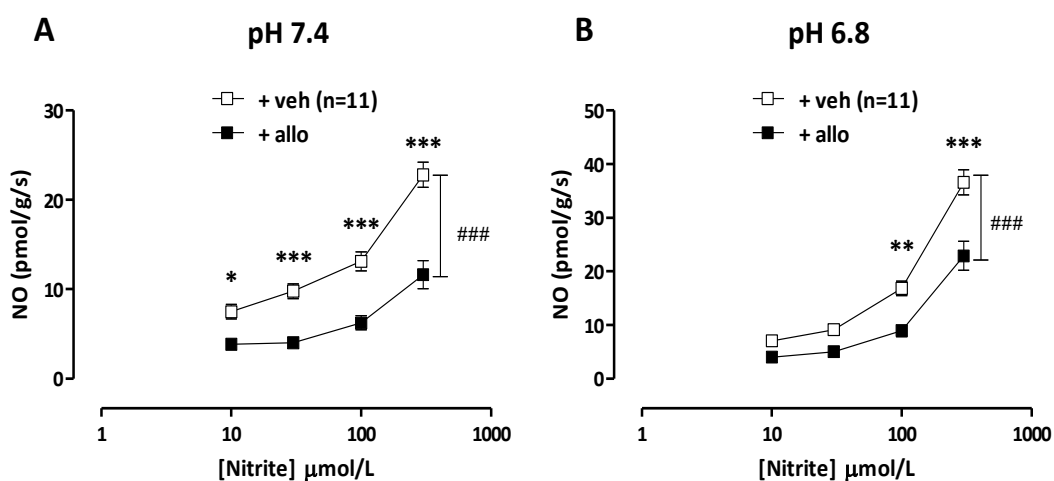 A
pH 7.4
+ veh (n=11)
+ allo
30
20
10
0
NO (pmol/g/s)
*
***
***
***
###
1
10
100
1000
[Nitrite] μmol/L
B
pH 6.8
+ veh (n=11)
+ allo
50
40
30
20
10
0
NO (pmol/g/s)
**
***
###
1
10
100
1000
[Nitrite] μmol/L